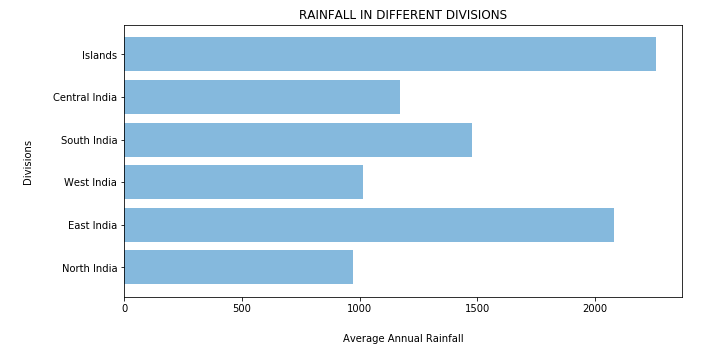 RAINFALL IN DIFFERENT DIVISIONS
Islands
Central India
South India
West India
East India
North India
Divisions
0 500 1000 1500 2000
Average Annual Rainfall